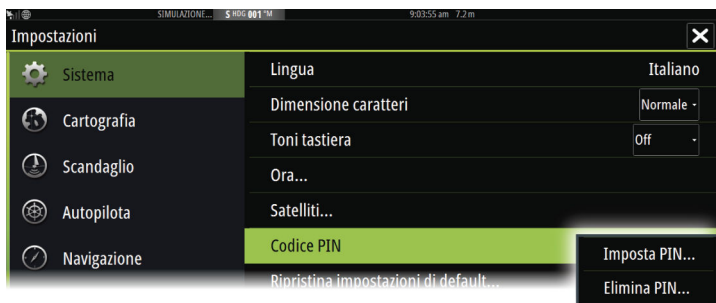 SIMULAZIONE... S HDG 001 °M 9:03:55 am 7.2 m
Impostazioni
Sistema
Cartografia
Scandaglio
Autopilota
Navigazione
Lingua Italiano
Dimensione caratteri Normale
Toni tastiera Off
Ora...
Satelliti...
Codice PIN
Ripristina impostazioni di default...
Imposta PIN...
Elimina PIN...